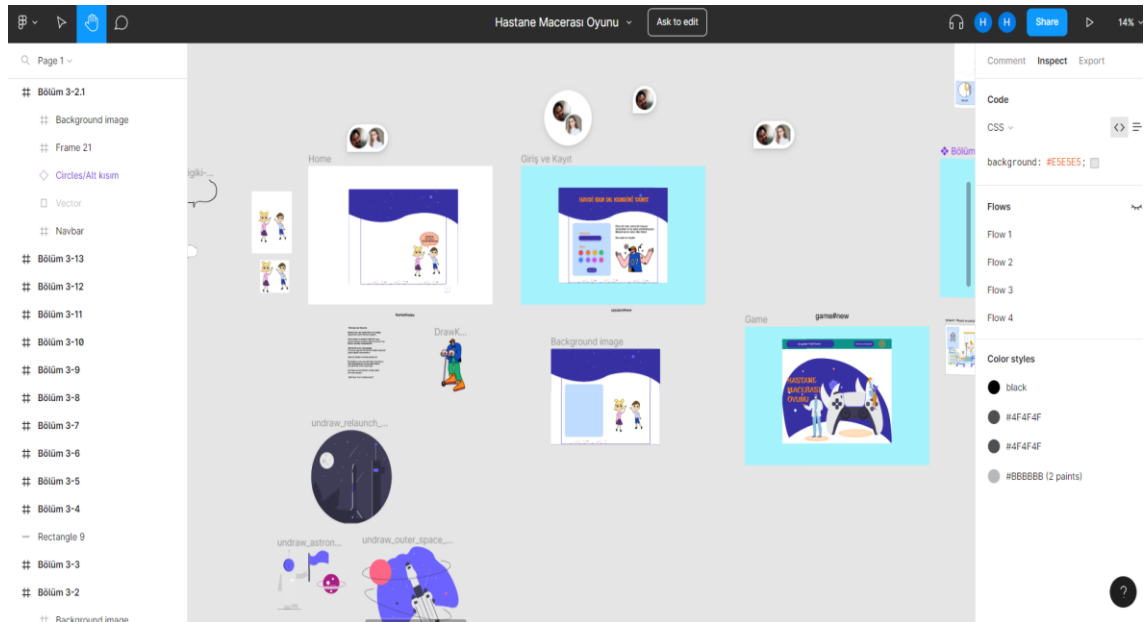 Hastane Macerası Oyunu
Ask to edit
H
H
Share
14%
Page 1
Comment
Inspect
Export
Bölüm 3-2.1
Background image
Frame 21
Circles/Alt kısım
Vector
Navbar
Bölüm 3-13
Bölüm 3-12
Bölüm 3-11
Bölüm 3-10
Bölüm 3-9
Bölüm 3-8
Bölüm 3-7
Bölüm 3-6
Bölüm 3-5
Bölüm 3-4
Rectangle 9
Bölüm 3-3
Bölüm 3-2
Background image
Home
Giriş ve Kayıt
DrawK...
Background image
Game
game#new
HASTANE
MACERASI
OYUNU
undraw_relaunch_...
undraw_astron...
undraw_outer_space_...
Bölüm
Code
CSS
background: #E5E5E5;
Flows
Flow 1
Flow 2
Flow 3
Flow 4
Color styles
black
#4F4F4F
#4F4F4F
#BBBBBB (2 paints)
?